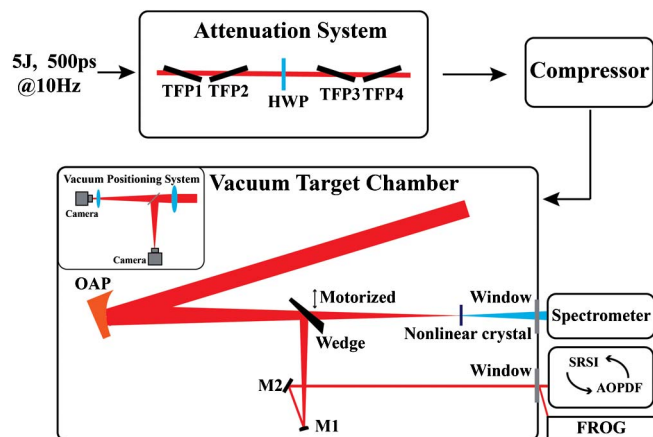 Attenuation System
5J, 500ps
@10Hz
TFP1 TFP2
HWP
TFP3 TFP4
Compressor
Vacuum Target Chamber
Vacuum Positioning System
Camera
Camera
OAP
Motorized
Wedge
Window
Nonlinear crystal
Spectrometer
Window
M2
M1
SRSI
AOPDF
FROG